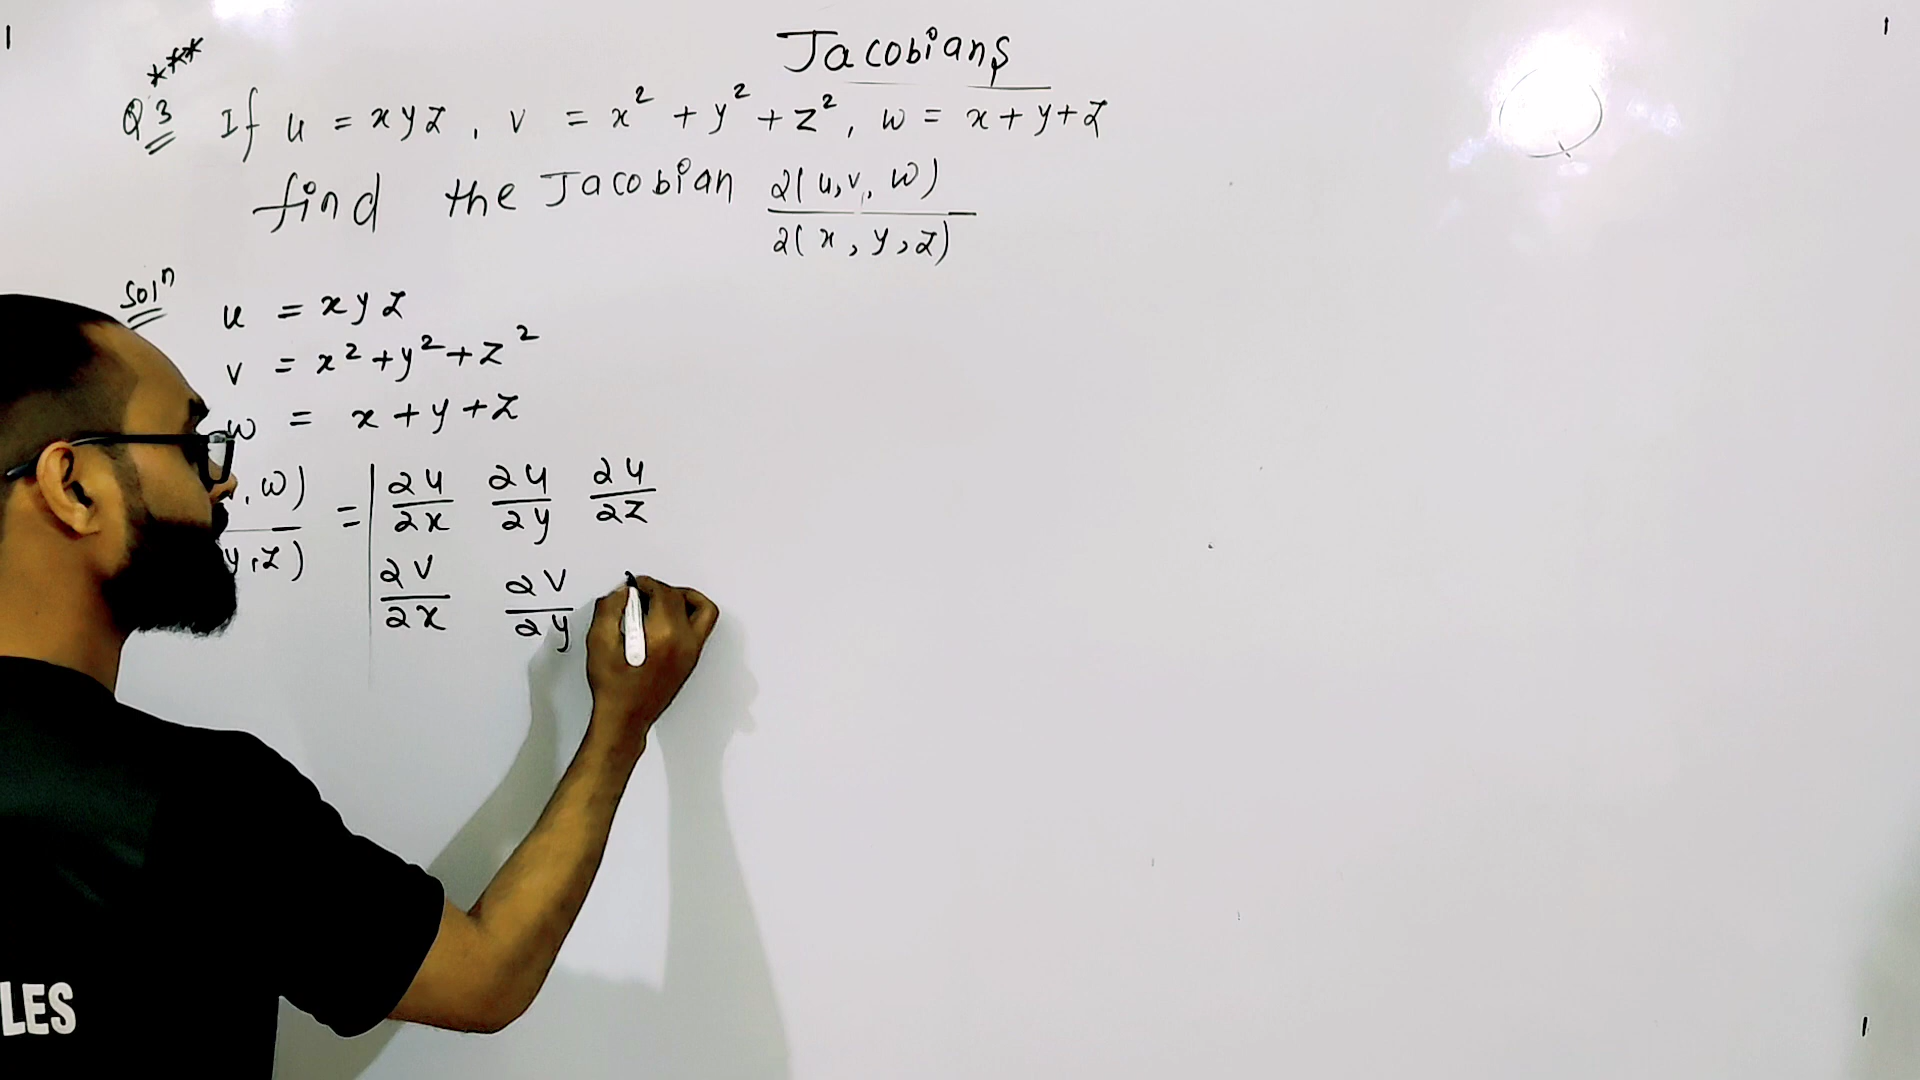 Jacobians
***
Q3 If u = xyz, v = x² + y² + z², w = x+y+z
find the Jacobian ∂(u,v,w)
∂(x,y,z)
Solⁿ
u = xyz
v = x²+y²+z²
w = x+y+z
, w) = | ∂u ∂u ∂u
y,z) ∂x ∂y ∂z
∂v ∂v
∂x ∂y
LES